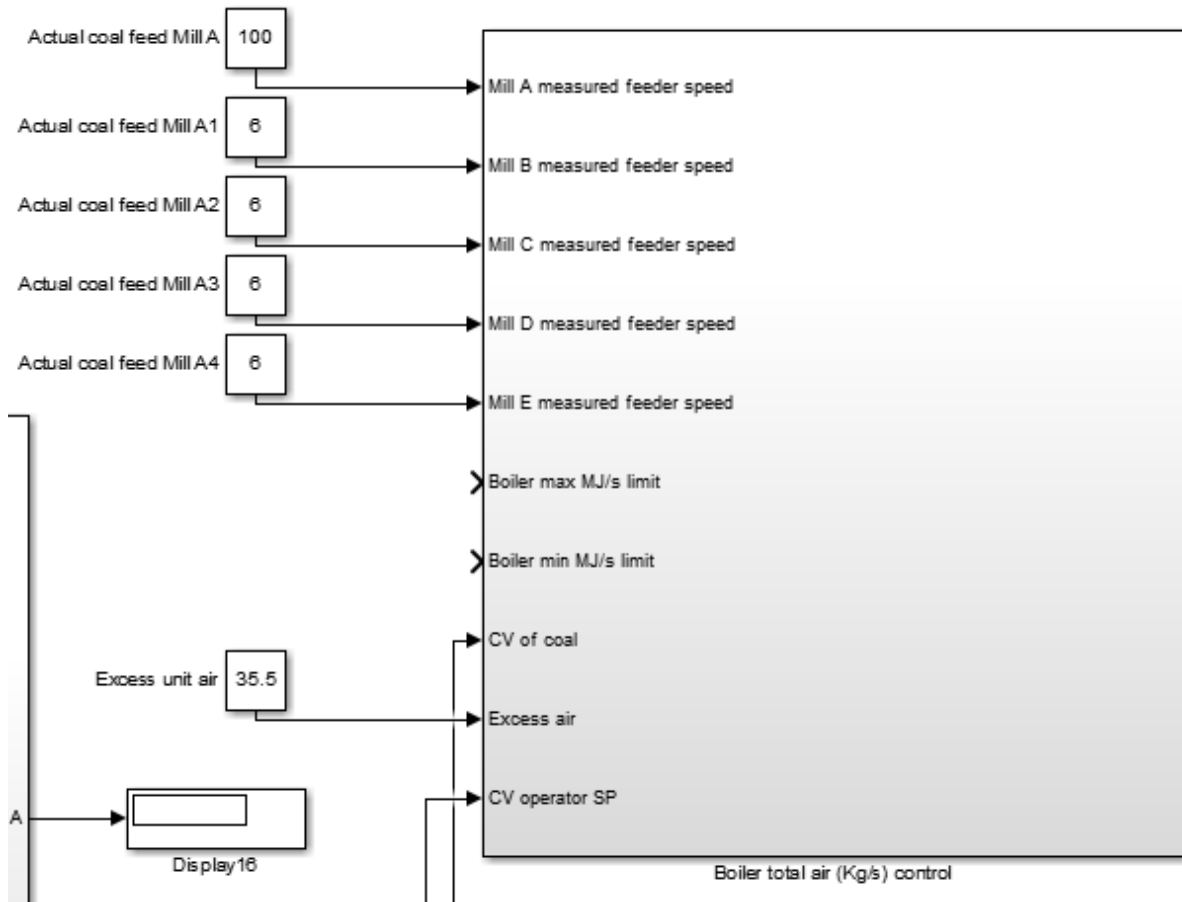 Actual coal feed Mill A
100
Mill A measured feeder speed
Actual coal feed Mill A1
6
Mill B measured feeder speed
Actual coal feed Mill A2
6
Mill C measured feeder speed
Actual coal feed Mill A3
6
Mill D measured feeder speed
Actual coal feed Mill A4
6
Mill E measured feeder speed
Boiler max MJ/s limit
Boiler min MJ/s limit
CV of coal
Excess unit air
35.5
Excess air
CV operator SP
A
Display16
Boiler total air (Kg/s) control